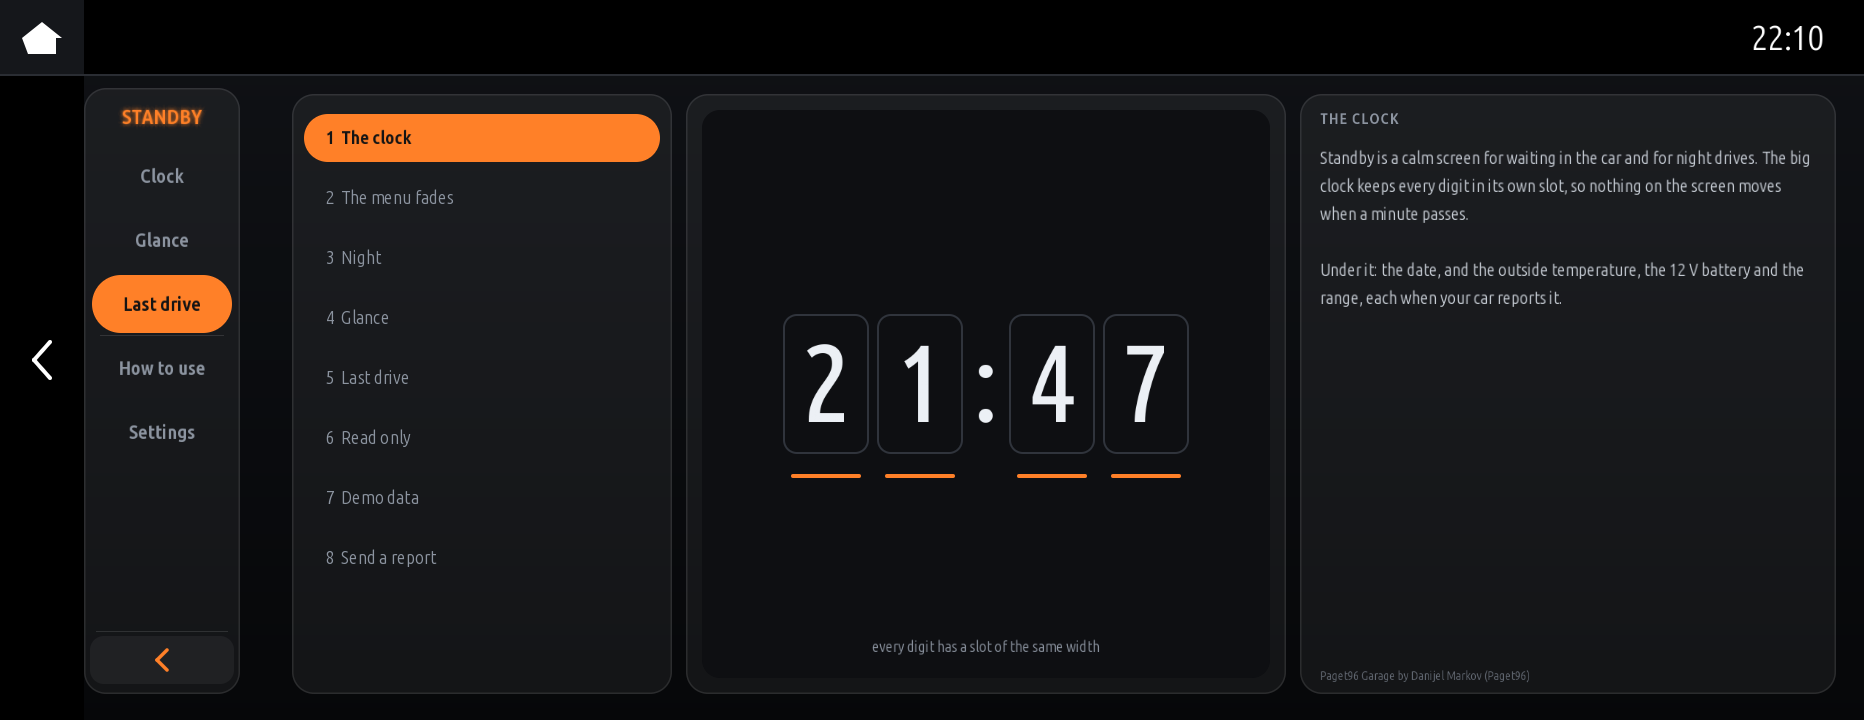 22:10
STANDBY
Clock
Glance
Last drive
How to use
Settings
1 The clock
2 The menu fades
3 Night
4 Glance
5 Last drive
6 Read only
7 Demo data
8 Send a report
21:47
every digit has a slot of the same width
THE CLOCK
Standby is a calm screen for waiting in the car and for night drives. The big
clock keeps every digit in its own slot, so nothing on the screen moves
when a minute passes.
Under it: the date, and the outside temperature, the 12 V battery and the
range, each when your car reports it.
Paget96 Garage by Danijel Markov (Paget96)